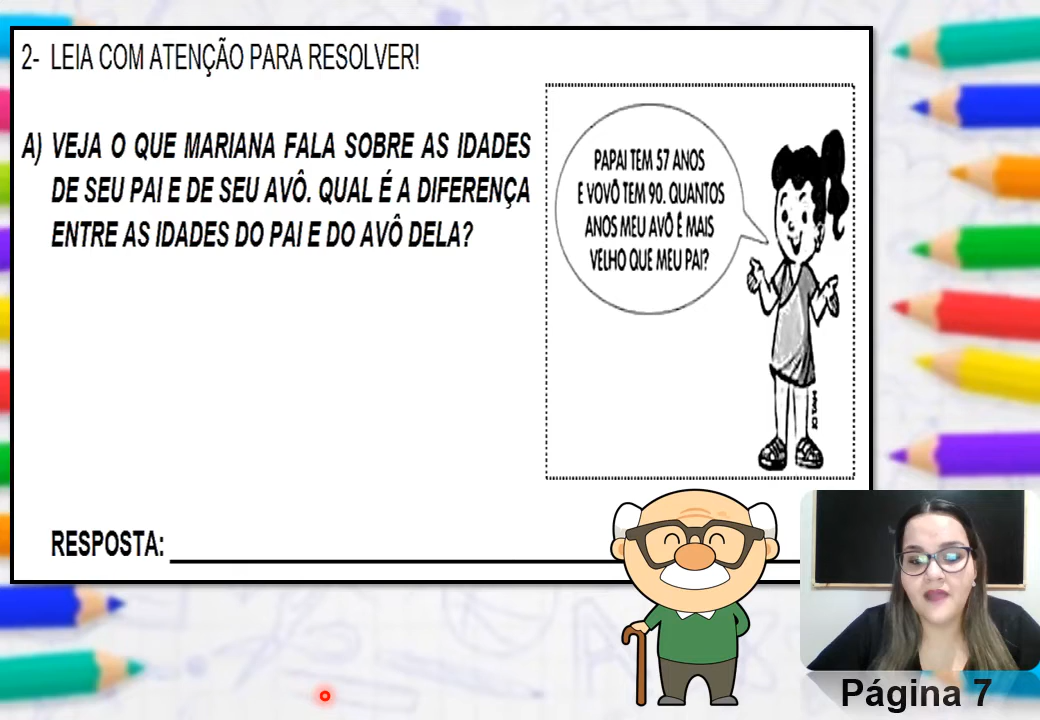 2- LEIA COM ATENÇÃO PARA RESOLVER!
A) VEJA O QUE MARIANA FALA SOBRE AS IDADES
DE SEU PAI E DE SEU AVÔ. QUAL É A DIFERENÇA
ENTRE AS IDADES DO PAI E DO AVÔ DELA?
PAPAI TEM 57 ANOS
E VOVÔ TEM 90. QUANTOS
ANOS MEU AVÔ É MAIS
VELHO QUE MEU PAI?
RESPOSTA:
Página 7